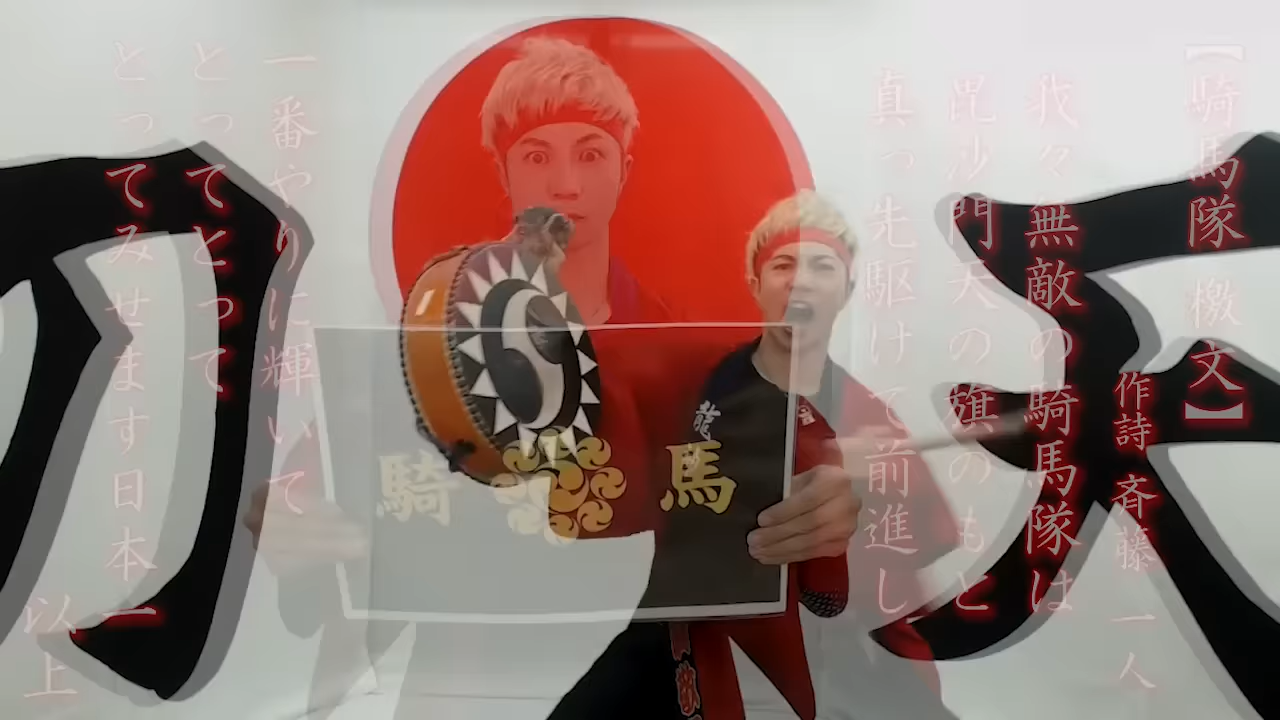 【騎馬隊 檄文】
作詩 斉藤 一人
我々無敵の騎馬隊は
毘沙門天の旗のもと
真っ先駆けて前進し
一番やりに輝いて
とってとって
とってみせます日本一
以上
騎 馬
龍